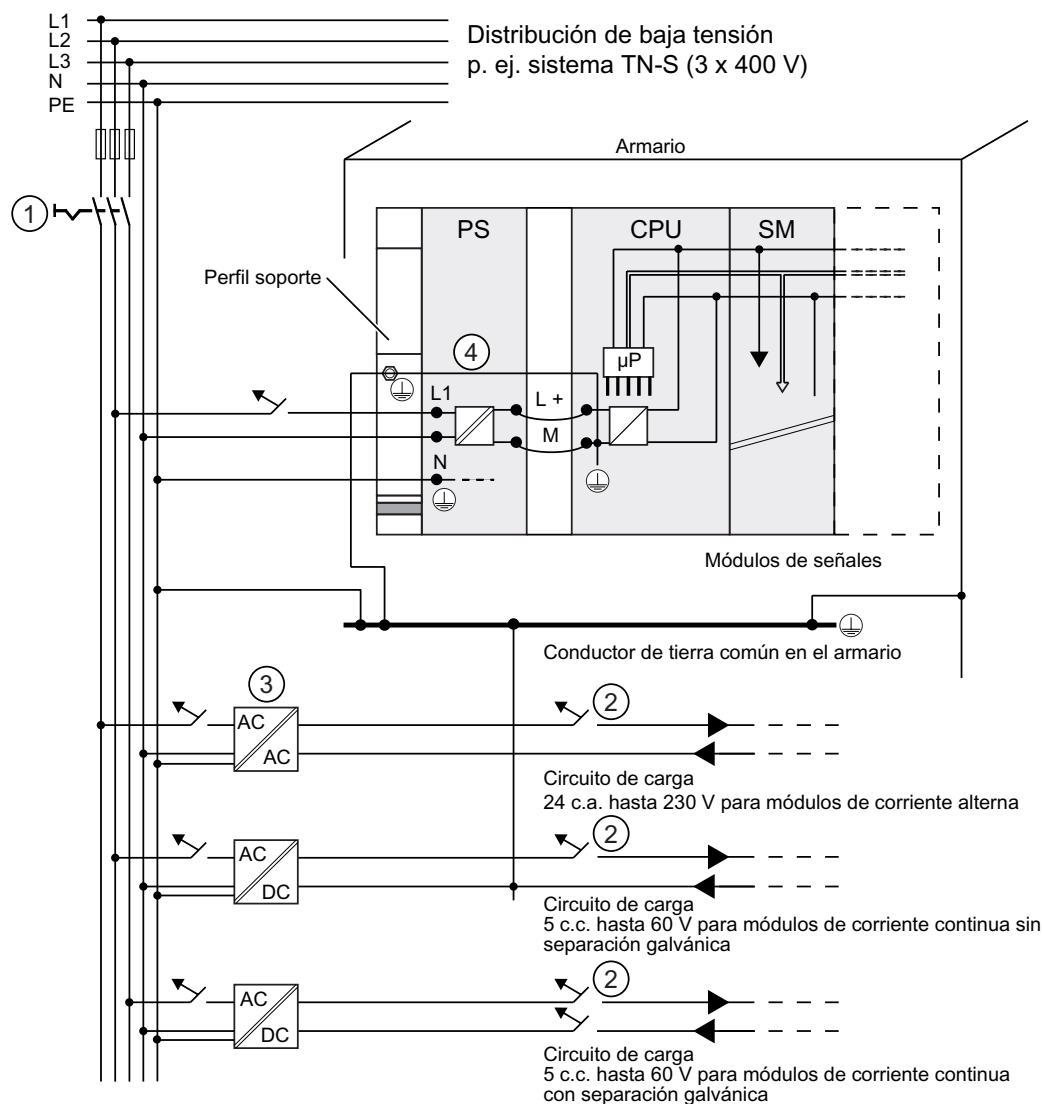 L1
L2
L3
N
PE
Distribución de baja tensión
p. ej. sistema TN-S (3 x 400 V)
Armario
1
PS
CPU
SM
Perfil soporte
4
µP
L1
L +
M
N
Módulos de señales
Conductor de tierra común en el armario
3
2
AC
AC
Circuito de carga
24 c.a. hasta 230 V para módulos de corriente alterna
2
AC
DC
Circuito de carga
5 c.c. hasta 60 V para módulos de corriente continua sin
separación galvánica
2
AC
DC
Circuito de carga
5 c.c. hasta 60 V para módulos de corriente continua
con separación galvánica